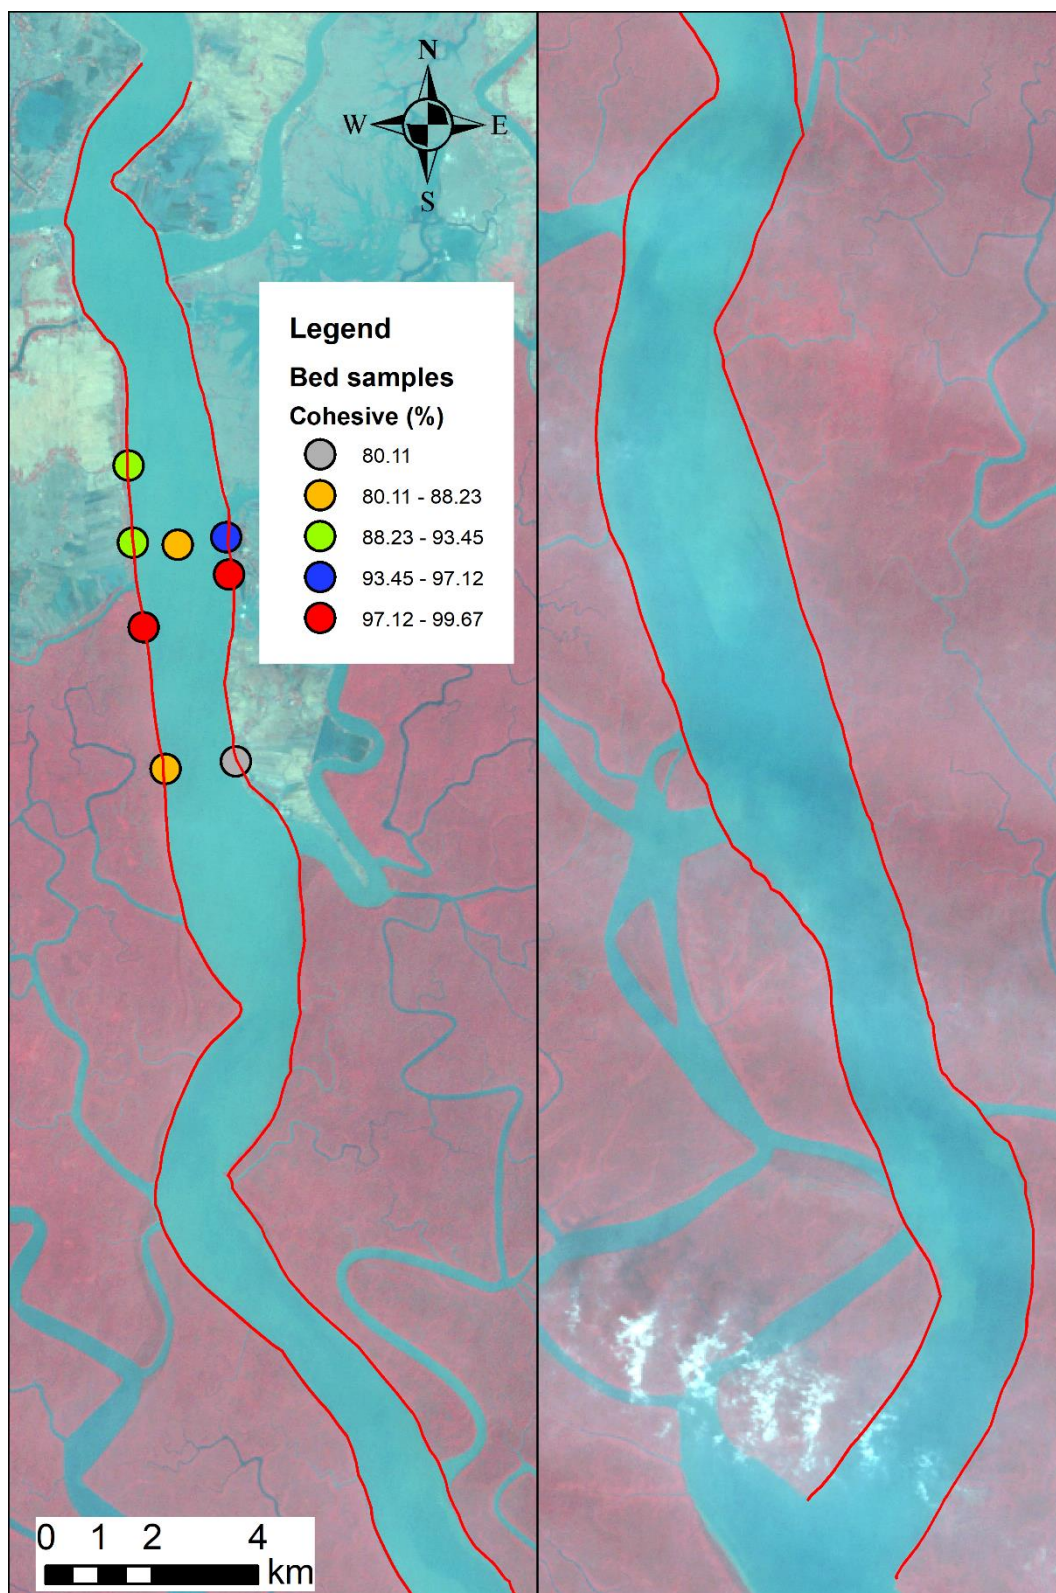 N
W E
S
Legend
Bed samples
Cohesive (%)
80.11
80.11 - 88.23
88.23 - 93.45
93.45 - 97.12
97.12 - 99.67
0 1 2 4
km